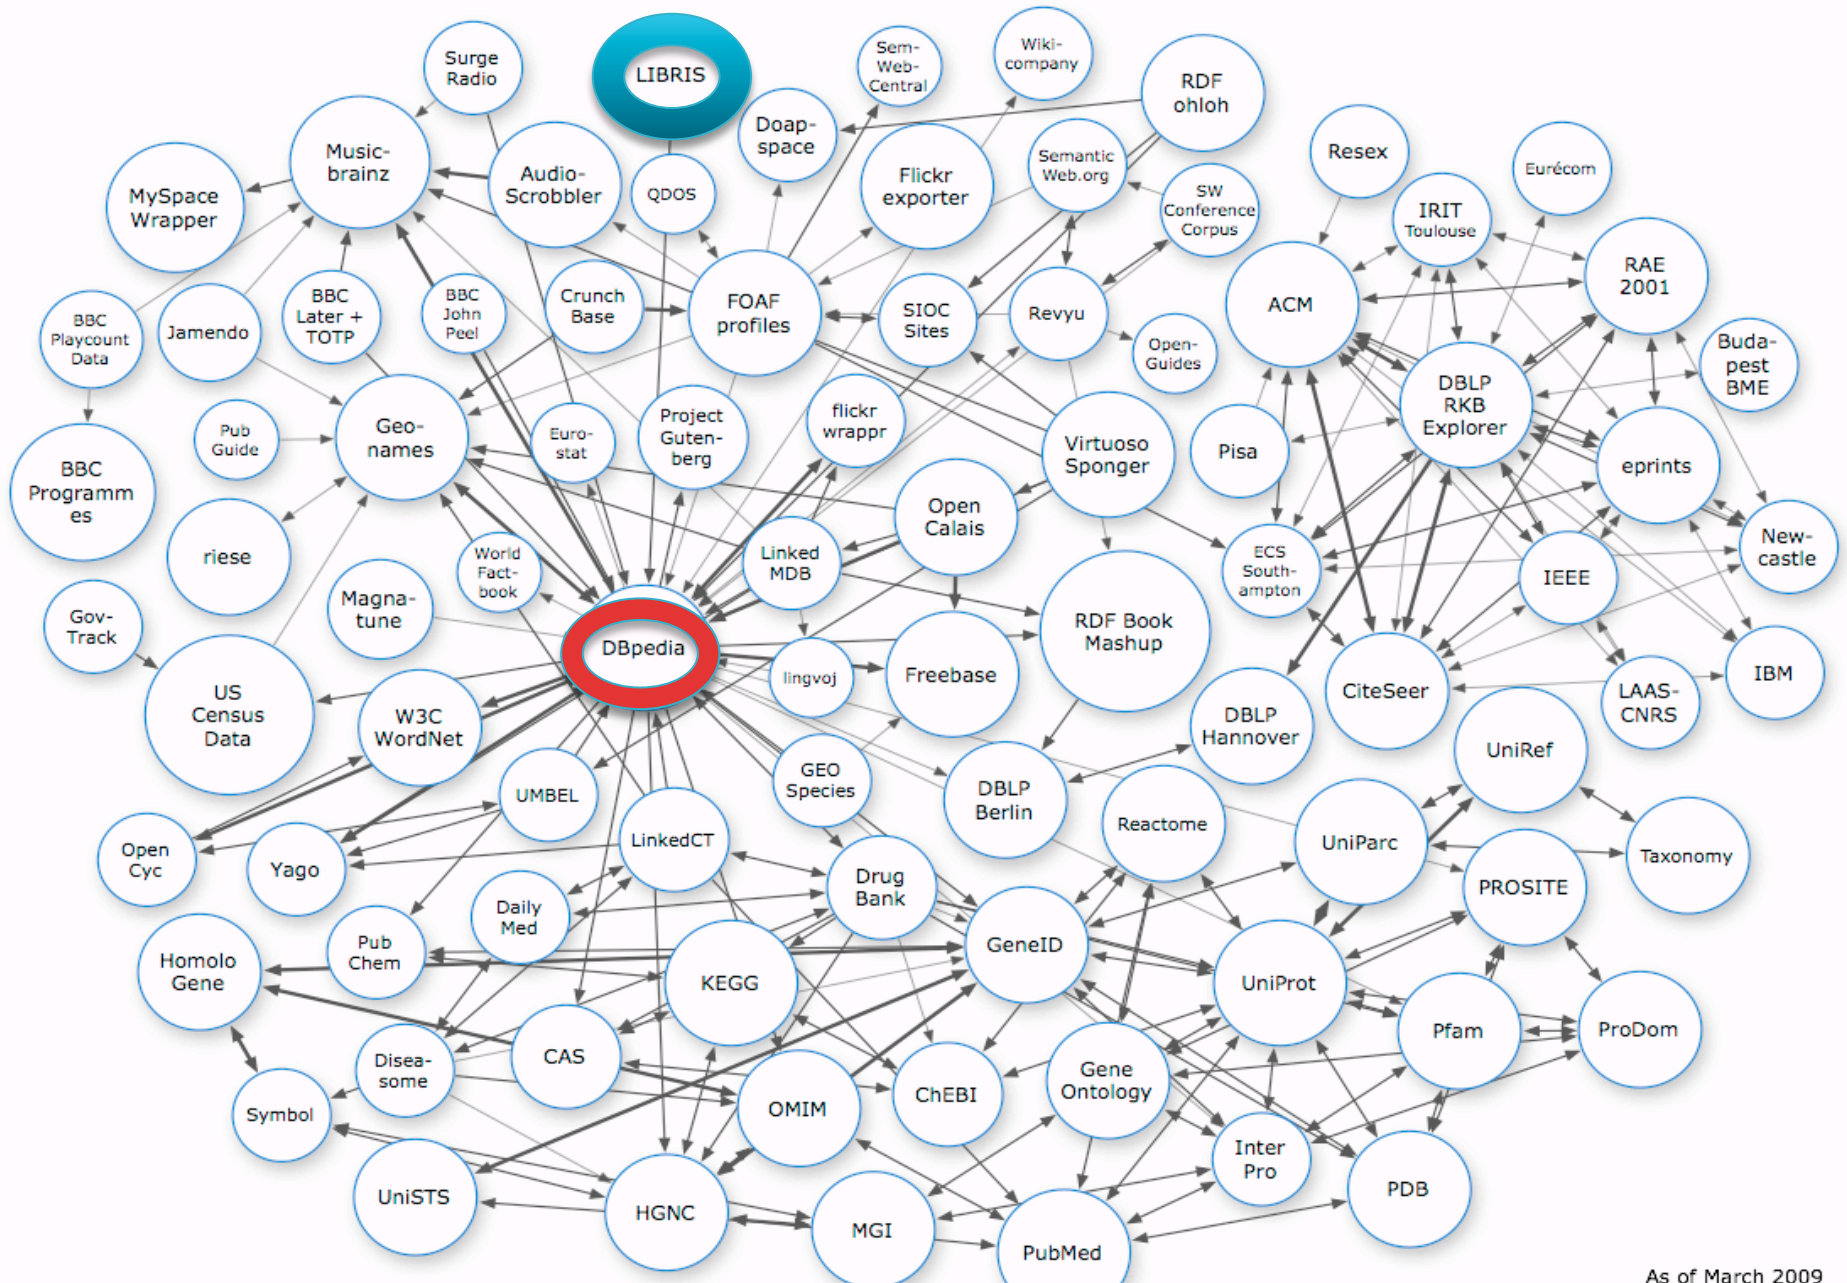 Surge
Radio
LIBRIS
Sem-
Web-
Central
Wiki-
company
RDF
ohloh
Doap-
space
Music-
brainz
Audio-
Scrobbler
MySpace
Wrapper
QDOS
Flickr
exporter
Semantic
Web.org
SW
Conference
Corpus
Resex
Eurécom
IRIT
Toulouse
RAE
2001
ACM
BBC
Playcount
Data
Jamendo
BBC
Later +
TOTP
BBC
John
Peel
Crunch
Base
FOAF
profiles
SIOC
Sites
Revyu
Open-
Guides
Buda-
pest
BME
DBLP
RKB
Explorer
Pub
Guide
Geo-
names
Euro-
stat
Project
Guten-
berg
flickr
wrappr
Virtuoso
Sponger
Pisa
eprints
BBC
Programm
es
riese
World
Fact-
book
Linked
MDB
Open
Calais
ECS
South-
ampton
IEEE
New-
castle
Gov-
Track
Magna-
tune
DBpedia
RDF Book
Mashup
lingvoj
Freebase
US
Census
Data
W3C
WordNet
DBLP
Hannover
CiteSeer
LAAS-
CNRS
IBM
UniRef
UMBEL
GEO
Species
DBLP
Berlin
Reactome
UniParc
Taxonomy
Open
Cyc
Yago
LinkedCT
Drug
Bank
PROSITE
Daily
Med
Homolo
Gene
Pub
Chem
KEGG
GeneID
UniProt
Pfam
ProDom
Disea-
some
CAS
OMIM
ChEBI
Gene
Ontology
Symbol
UniSTS
HGNC
MGI
PubMed
Inter
Pro
PDB
As of March 2009